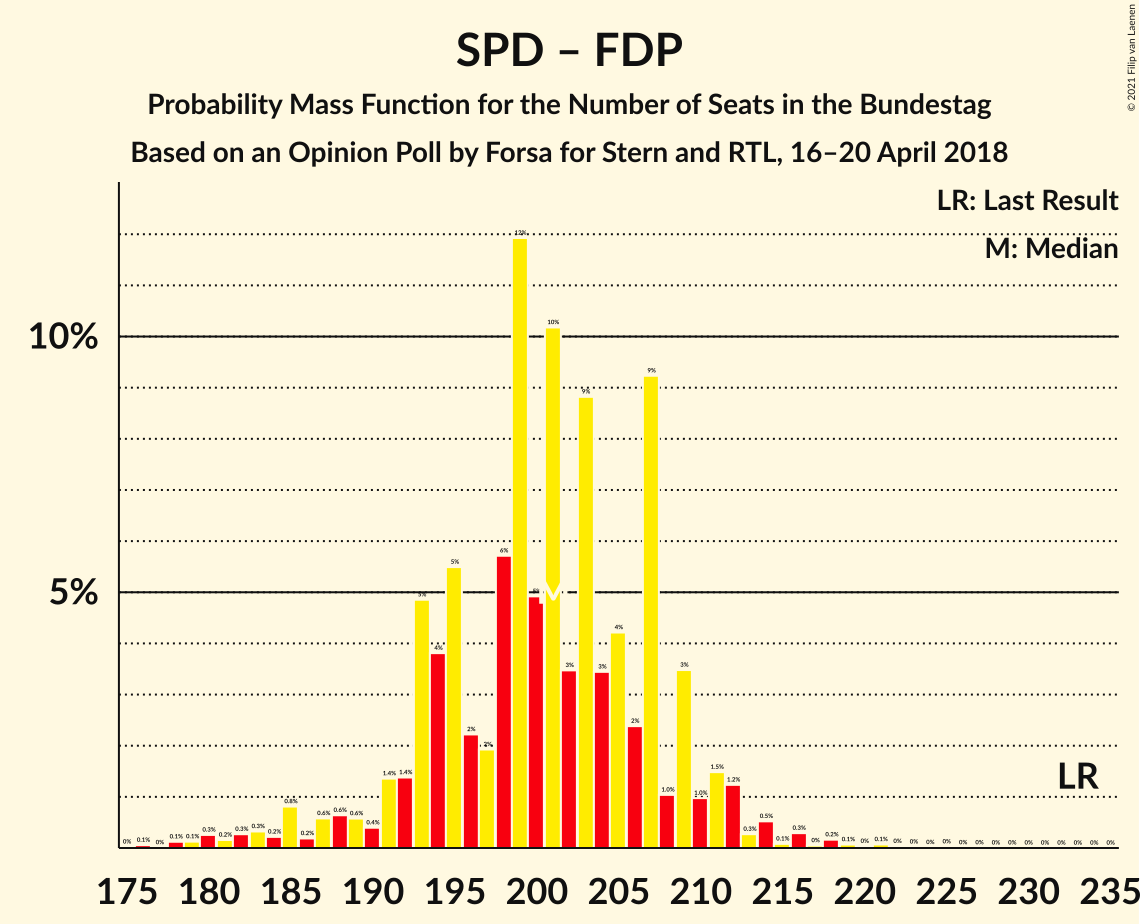 SPD – FDP
Probability Mass Function for the Number of Seats in the Bundestag
Based on an Opinion Poll by Forsa for Stern and RTL, 16–20 April 2018
© 2021 Filip van Laenen
LR: Last Result
M: Median
10%
5%
0% 0.1% 0% 0.1% 0.1% 0.3% 0.2% 0.3% 0.3% 0.2% 0.8% 0.2% 0.6% 0.6% 0.6% 0.4% 1.4% 1.4% 5% 4% 5% 2% 2% 6% 12% 5% 10% 3% 9% 3% 4% 2% 9% 1.0% 3% 1.0% 1.5% 1.2% 0.3% 0.5% 0.1% 0.3% 0% 0.2% 0.1% 0% 0.1% 0% 0% 0% 0% 0% 0% 0% 0% 0% 0% 0% 0% 0% 0%
M
LR
175 180 185 190 195 200 205 210 215 220 225 230 235